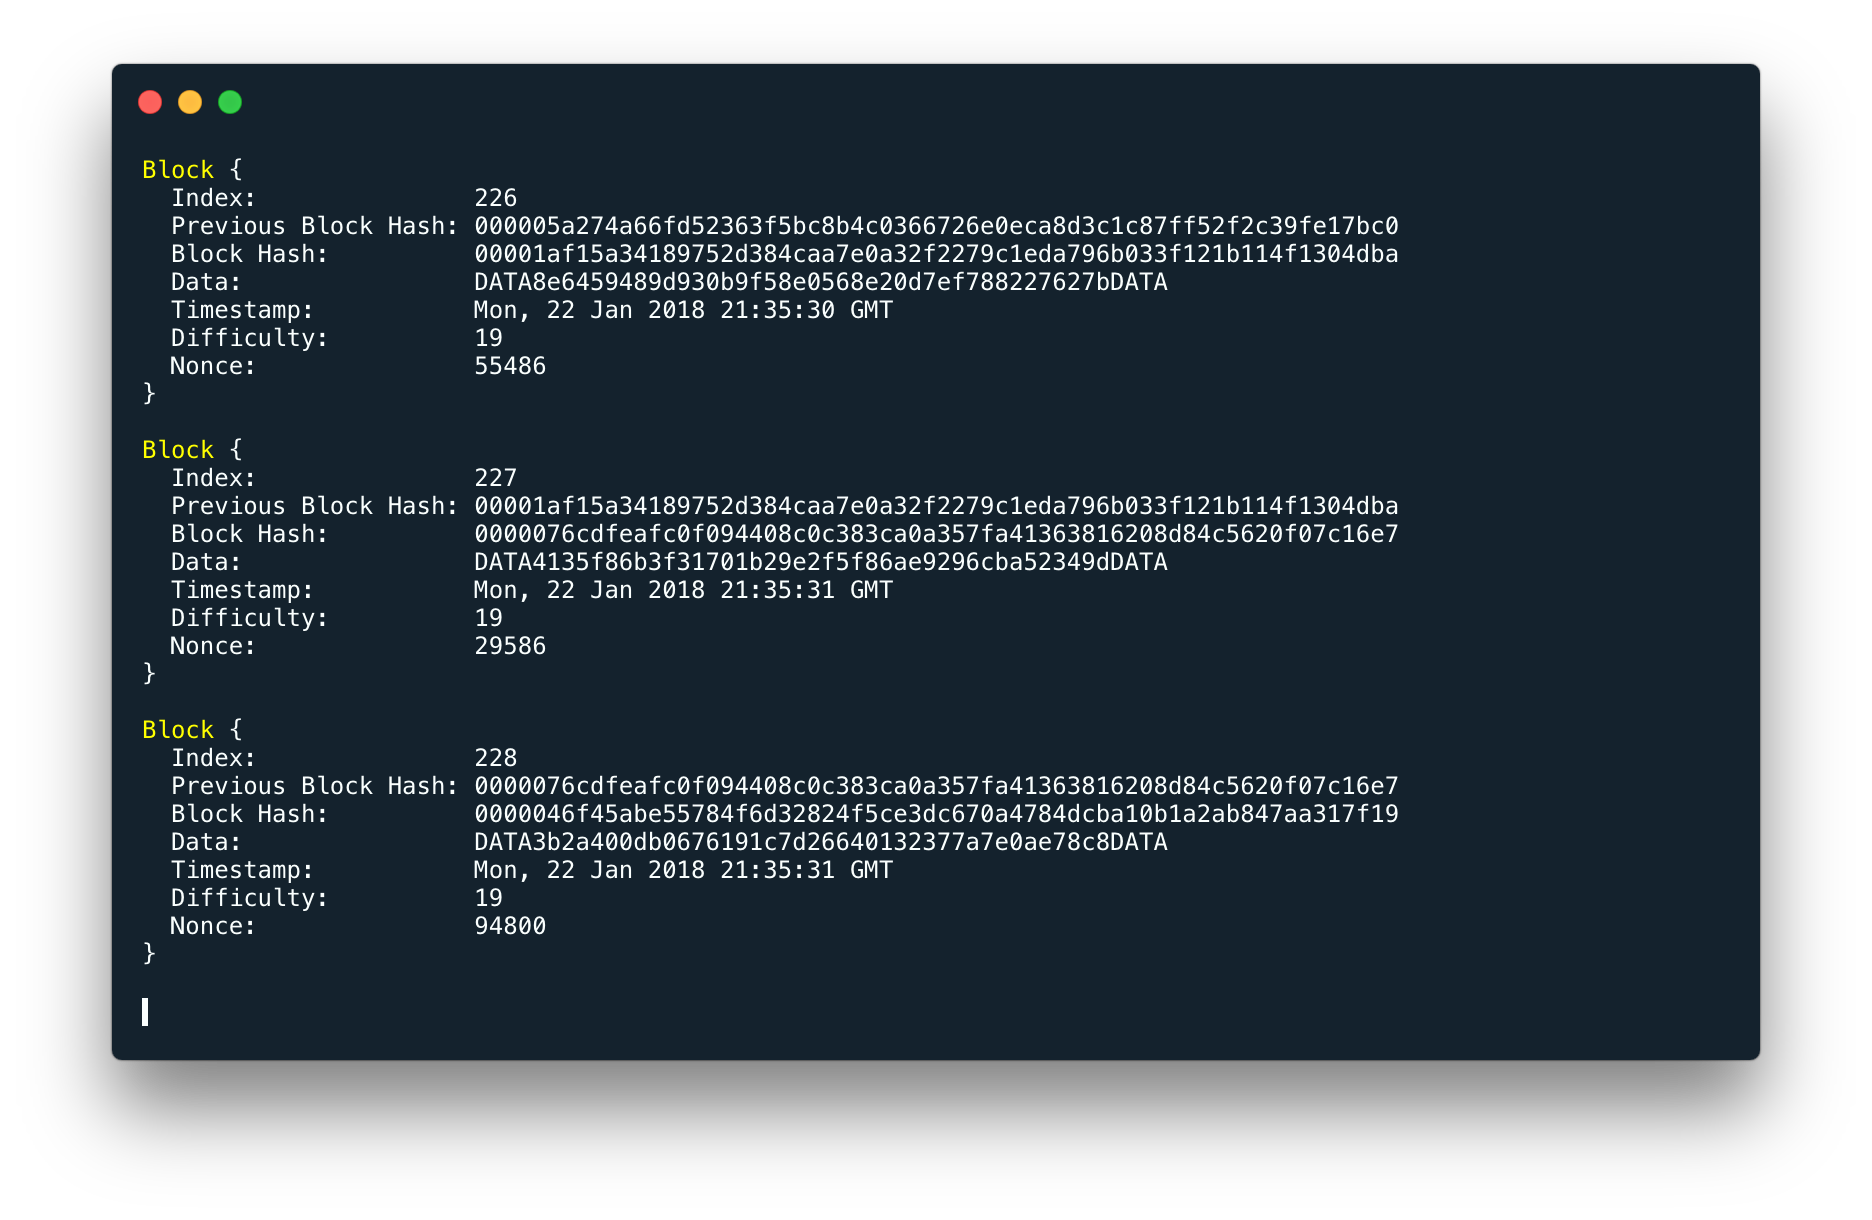 Block {
  Index:               226
  Previous Block Hash: 000005a274a66fd52363f5bc8b4c0366726e0eca8d3c1c87ff52f2c39fe17bc0
  Block Hash:          00001af15a34189752d384caa7e0a32f2279c1eda796b033f121b114f1304dba
  Data:                DATA8e6459489d930b9f58e0568e20d7ef788227627bDATA
  Timestamp:           Mon, 22 Jan 2018 21:35:30 GMT
  Difficulty:          19
  Nonce:               55486
}
Block {
  Index:               227
  Previous Block Hash: 00001af15a34189752d384caa7e0a32f2279c1eda796b033f121b114f1304dba
  Block Hash:          0000076cdfeafc0f094408c0c383ca0a357fa41363816208d84c5620f07c16e7
  Data:                DATA4135f86b3f31701b29e2f5f86ae9296cba52349dDATA
  Timestamp:           Mon, 22 Jan 2018 21:35:31 GMT
  Difficulty:          19
  Nonce:               29586
}
Block {
  Index:               228
  Previous Block Hash: 0000076cdfeafc0f094408c0c383ca0a357fa41363816208d84c5620f07c16e7
  Block Hash:          0000046f45abe55784f6d32824f5ce3dc670a4784dcba10b1a2ab847aa317f19
  Data:                DATA3b2a400db0676191c7d26640132377a7e0ae78c8DATA
  Timestamp:           Mon, 22 Jan 2018 21:35:31 GMT
  Difficulty:          19
  Nonce:               94800
}